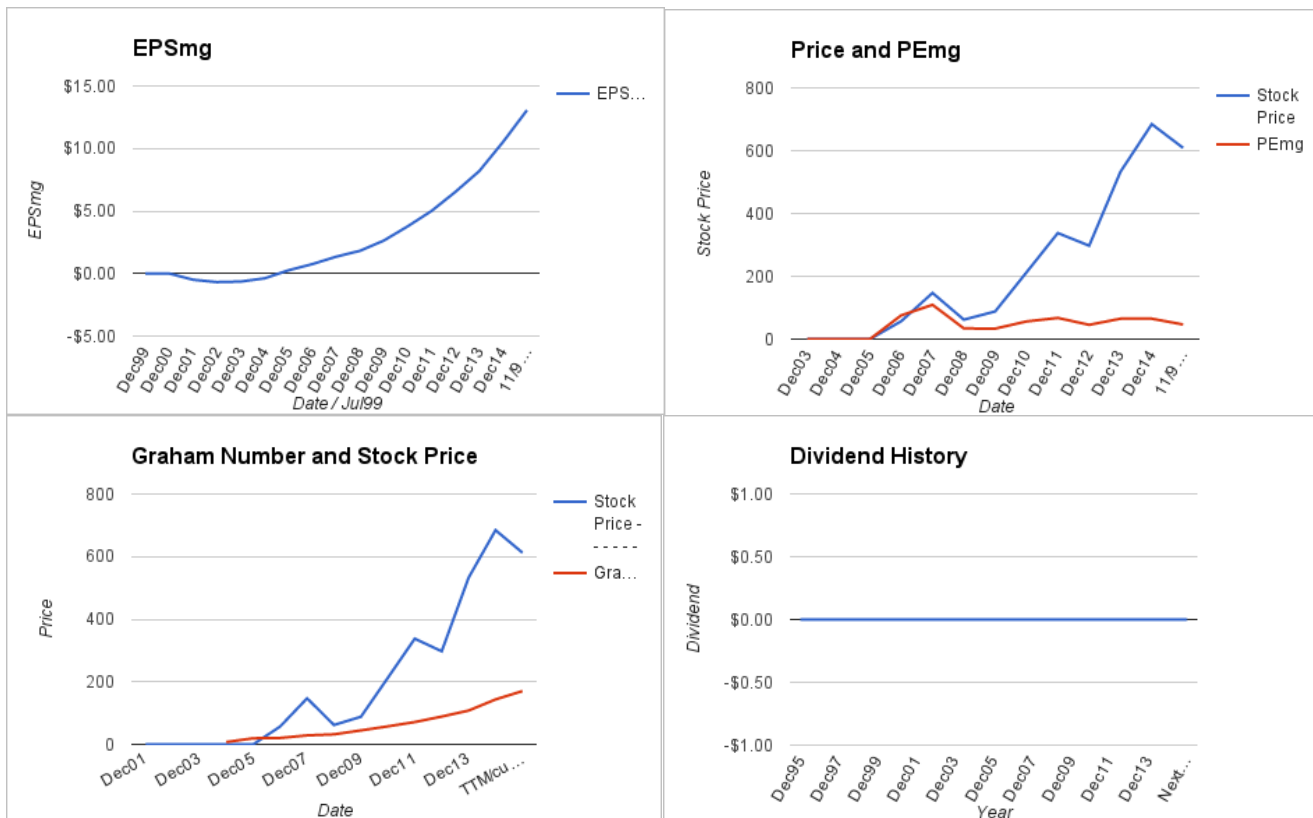 EPSmg
$15.00
$10.00
$5.00
$0.00
-$5.00
EPSmg
EPS...
Dec99
Dec00
Dec01
Dec02
Dec03
Dec04
Dec05
Dec06
Dec07
Dec08
Dec09
Dec10
Dec11
Dec12
Dec13
Dec14
11/9...
Date / Jul99
Price and PEmg
800
600
400
200
0
Stock Price
Stock
Price
PEmg
Dec03
Dec04
Dec05
Dec06
Dec07
Dec08
Dec09
Dec10
Dec11
Dec12
Dec13
Dec14
11/9...
Date
Graham Number and Stock Price
800
600
400
200
0
Price
Stock
Price -
- - - - -
Gra...
Dec01
Dec03
Dec05
Dec07
Dec09
Dec11
Dec13
TTM/cu ...
Date
Dividend History
$1.00
$0.50
$0.00
-$0.50
-$1.00
Dividend
Dec95
Dec97
Dec99
Dec01
Dec03
Dec05
Dec07
Dec09
Dec11
Dec13
Next...
Year